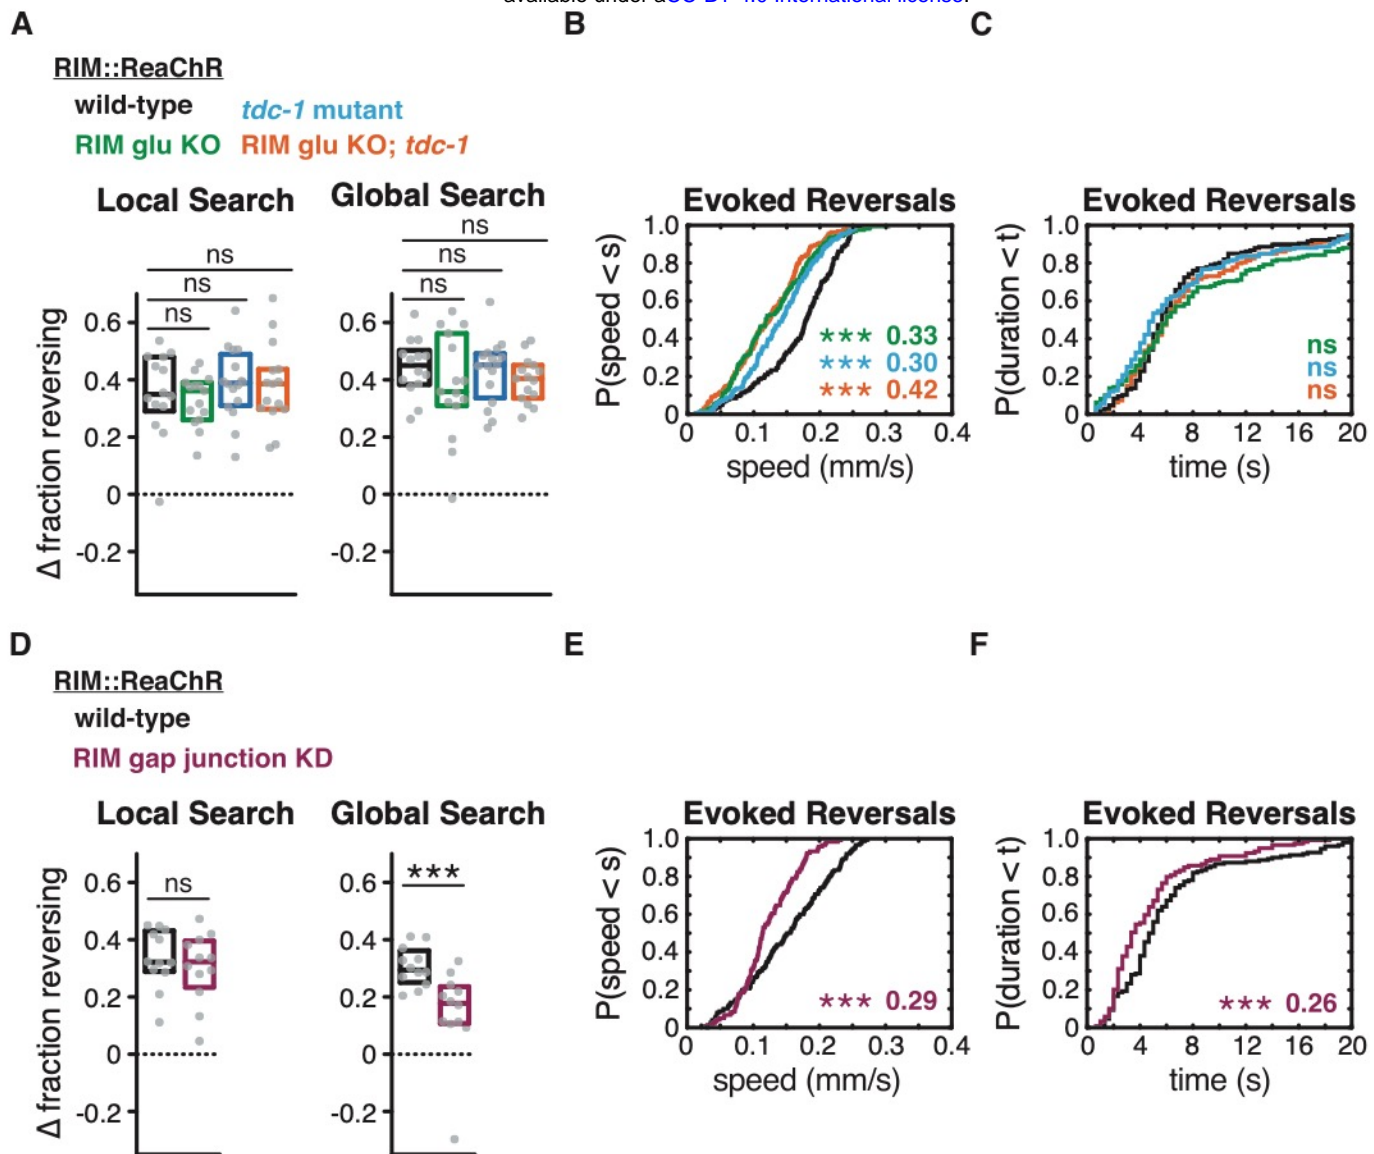 A
B
C
RIM::ReaChR
wild-type
tdc-1 mutant
RIM glu KO
RIM glu KO; tdc-1
Local Search
Global Search
ns
ns
ns
ns
ns
ns
Δ fraction reversing
0.6
0.4
0.2
0
-0.2
0.6
0.4
0.2
0
-0.2
Evoked Reversals
P(speed < s)
1.0
0.8
0.6
0.4
0.2
0
*** 0.33
*** 0.30
*** 0.42
0 0.1 0.2 0.3 0.4
speed (mm/s)
Evoked Reversals
P(duration < t)
1.0
0.8
0.6
0.4
0.2
0
ns
ns
ns
0 4 8 12 16 20
time (s)
D
E
F
RIM::ReaChR
wild-type
RIM gap junction KD
Local Search
Global Search
ns
***
Δ fraction reversing
0.6
0.4
0.2
0
-0.2
0.6
0.4
0.2
0
-0.2
Evoked Reversals
P(speed < s)
1.0
0.8
0.6
0.4
0.2
0
*** 0.29
0 0.1 0.2 0.3 0.4
speed (mm/s)
Evoked Reversals
P(duration < t)
1.0
0.8
0.6
0.4
0.2
0
*** 0.26
0 4 8 12 16 20
time (s)